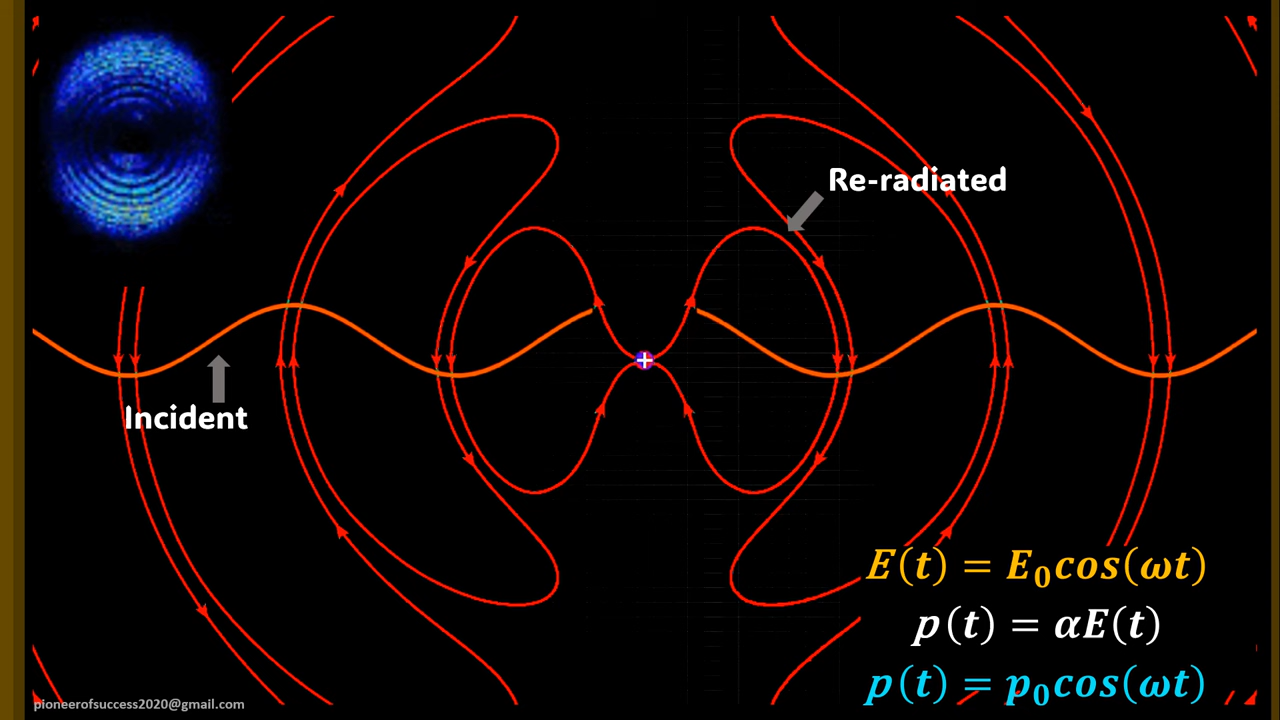 Re-radiated
Incident
E(t) = E₀cos(ωt)
p(t) = αE(t)
p(t) = p₀cos(ωt)
pioneerofsuccess2020@gmail.com